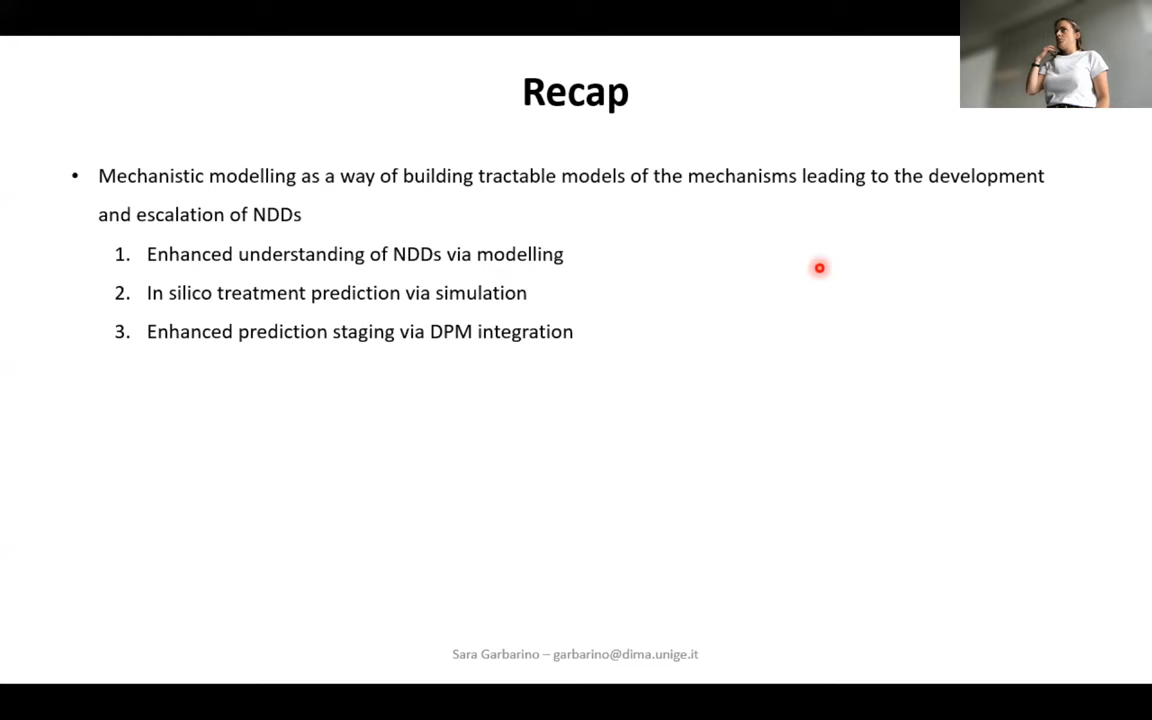 Recap
• Mechanistic modelling as a way of building tractable models of the mechanisms leading to the development
and escalation of NDDs
1. Enhanced understanding of NDDs via modelling
2. In silico treatment prediction via simulation
3. Enhanced prediction staging via DPM integration
Sara Garbarino – garbarino@dima.unige.it